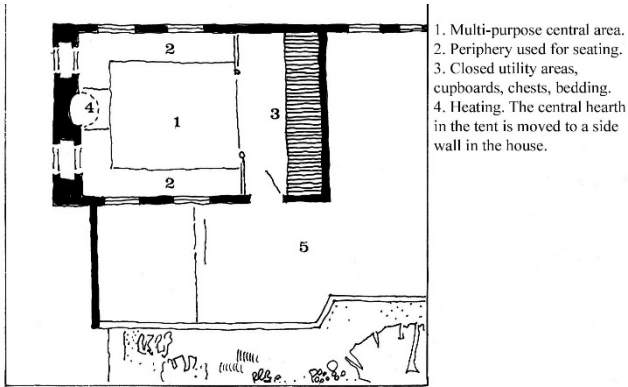 2
4
1
3
2
5
1. Multi-purpose central area.
2. Periphery used for seating.
3. Closed utility areas,
cupboards, chests, bedding.
4. Heating. The central hearth
in the tent is moved to a side
wall in the house.